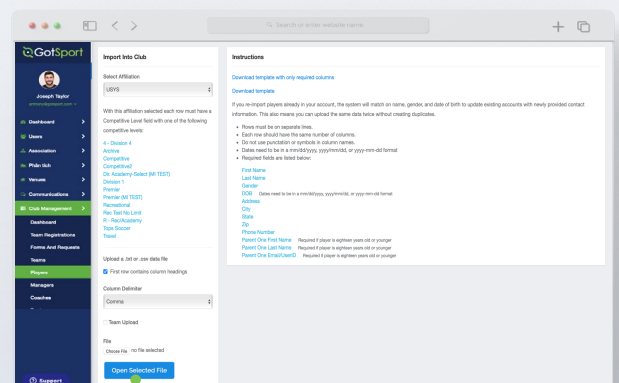 Search or enter website name
GotSport
Joseph Taylor
Dashboard
Users
Association
Phân tích
Venues
Communications
Club Management
Dashboard
Team Registrations
Forms And Requests
Teams
Players
Managers
Coaches
Support
Import Into Club
Select Affiliation
USYS
With this affiliation selected each row must have a
Competitive Level field with one of the following
competitive levels:
4 - Division 4
Archive
Competitive
Competitive2
Dir. Academy-Select (MI TEST)
Division 1
Premier
Premier (MI TEST)
Recreational
Rec Test No Limit
R - Rec/Academy
Tops Soccer
Travel
Upload a .txt or .csv data file
First row contains column headings
Column Delimiter
Comma
Team Upload
File
Choose File no file selected
Open Selected File
Instructions
Download template with only required columns
Download template
If you re-import players already in your account, the system will match on name, gender, and date of birth to update existing accounts with newly provided contact
information. This also means you can upload the same data twice without creating duplicates.
• Rows must be on separate lines.
• Each row should have the same number of columns.
• Do not use punctuation or symbols in column names.
• Dates need to be in a mm/dd/yyyy, yyyy/mm/dd, or yyyy-mm-dd format
• Required fields are listed below:
First Name
Last Name
Gender
DOB Dates need to be in a mm/dd/yyyy, yyyy/mm/dd, or yyyy-mm-dd format
Address
City
State
Zip
Phone Number
Parent One First Name Required if player is eighteen years old or younger
Parent One Last Name Required if player is eighteen years old or younger
Parent One Email/UserID Required if player is eighteen years old or younger